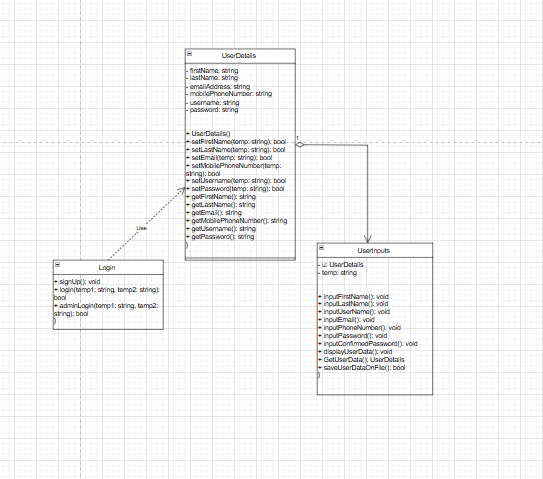 UserDetails
- firstName: string
- lastName: string
- emailAddress: string
- mobilePhoneNumber: string
- username: string
- password: string
+ UserDetails()
+ setFirstName(temp: string): bool
+ setLastName(temp: string): bool
+ setEmail(temp: string): bool
+ setMobilePhoneNumber(temp:
string): bool
+ setUsername(temp: string): bool
+ setPassword(temp: string): bool
+ getFirstName(): string
+ getLastName(): string
+ getEmail(): string
+ getMobilePhoneNumber(): string
+ getUsername(): string
+ getPassword(): string
)
1
Use
Login
+ signUp(): void
+ login(temp1: string, temp2: string):
bool
+ adminLogin(temp1: string, temp2:
string): bool
)
UserInputs
- u: UserDetails
- temp: string
+ inputFirstName(): void
+ inputLastName(): void
+ inputUserName(): void
+ inputEmail(): void
+ inputPhoneNumber(): void
+ inputPassword(): void
+ inputConfirmedPassword(): void
+ displayUserData(): void
+ GetUserData(): UserDetails
+ saveUserDataOnFile(): bool
)